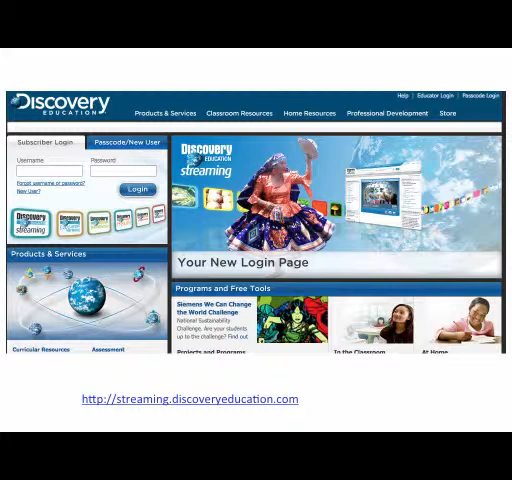 Discovery
EDUCATION
Help | Educator Login | Passcode Login
Products & Services Classroom Resources Home Resources Professional Development Store
Subscriber Login Passcode/New User
Username Password
Forgot username or password?
New User?
Login
Discovery
EDUCATION
streaming
Your New Login Page
Products & Services
Curricular Resources Assessment
Programs and Free Tools
Siemens We Can Change
the World Challenge
National Sustainability
Challenge. Are your students
up to the challenge? Find out
Projects and Programs In the Classroom At Home
http://streaming.discoveryeducation.com